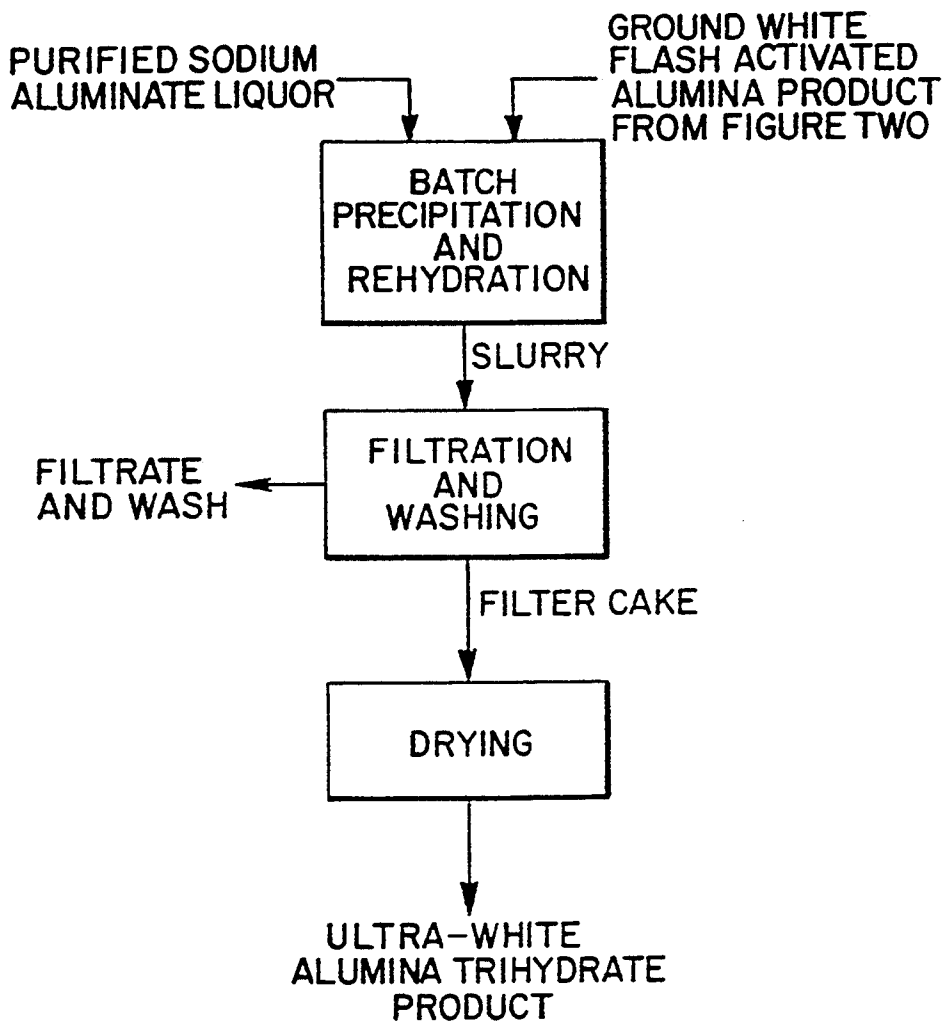 PURIFIED SODIUM
ALUMINATE LIQUOR
GROUND WHITE
FLASH ACTIVATED
ALUMINA PRODUCT
FROM FIGURE TWO
BATCH
PRECIPITATION
AND
REHYDRATION
SLURRY
FILTRATION
AND
WASHING
FILTRATE
AND WASH
FILTER CAKE
DRYING
ULTRA-WHITE
ALUMINA TRIHYDRATE
PRODUCT